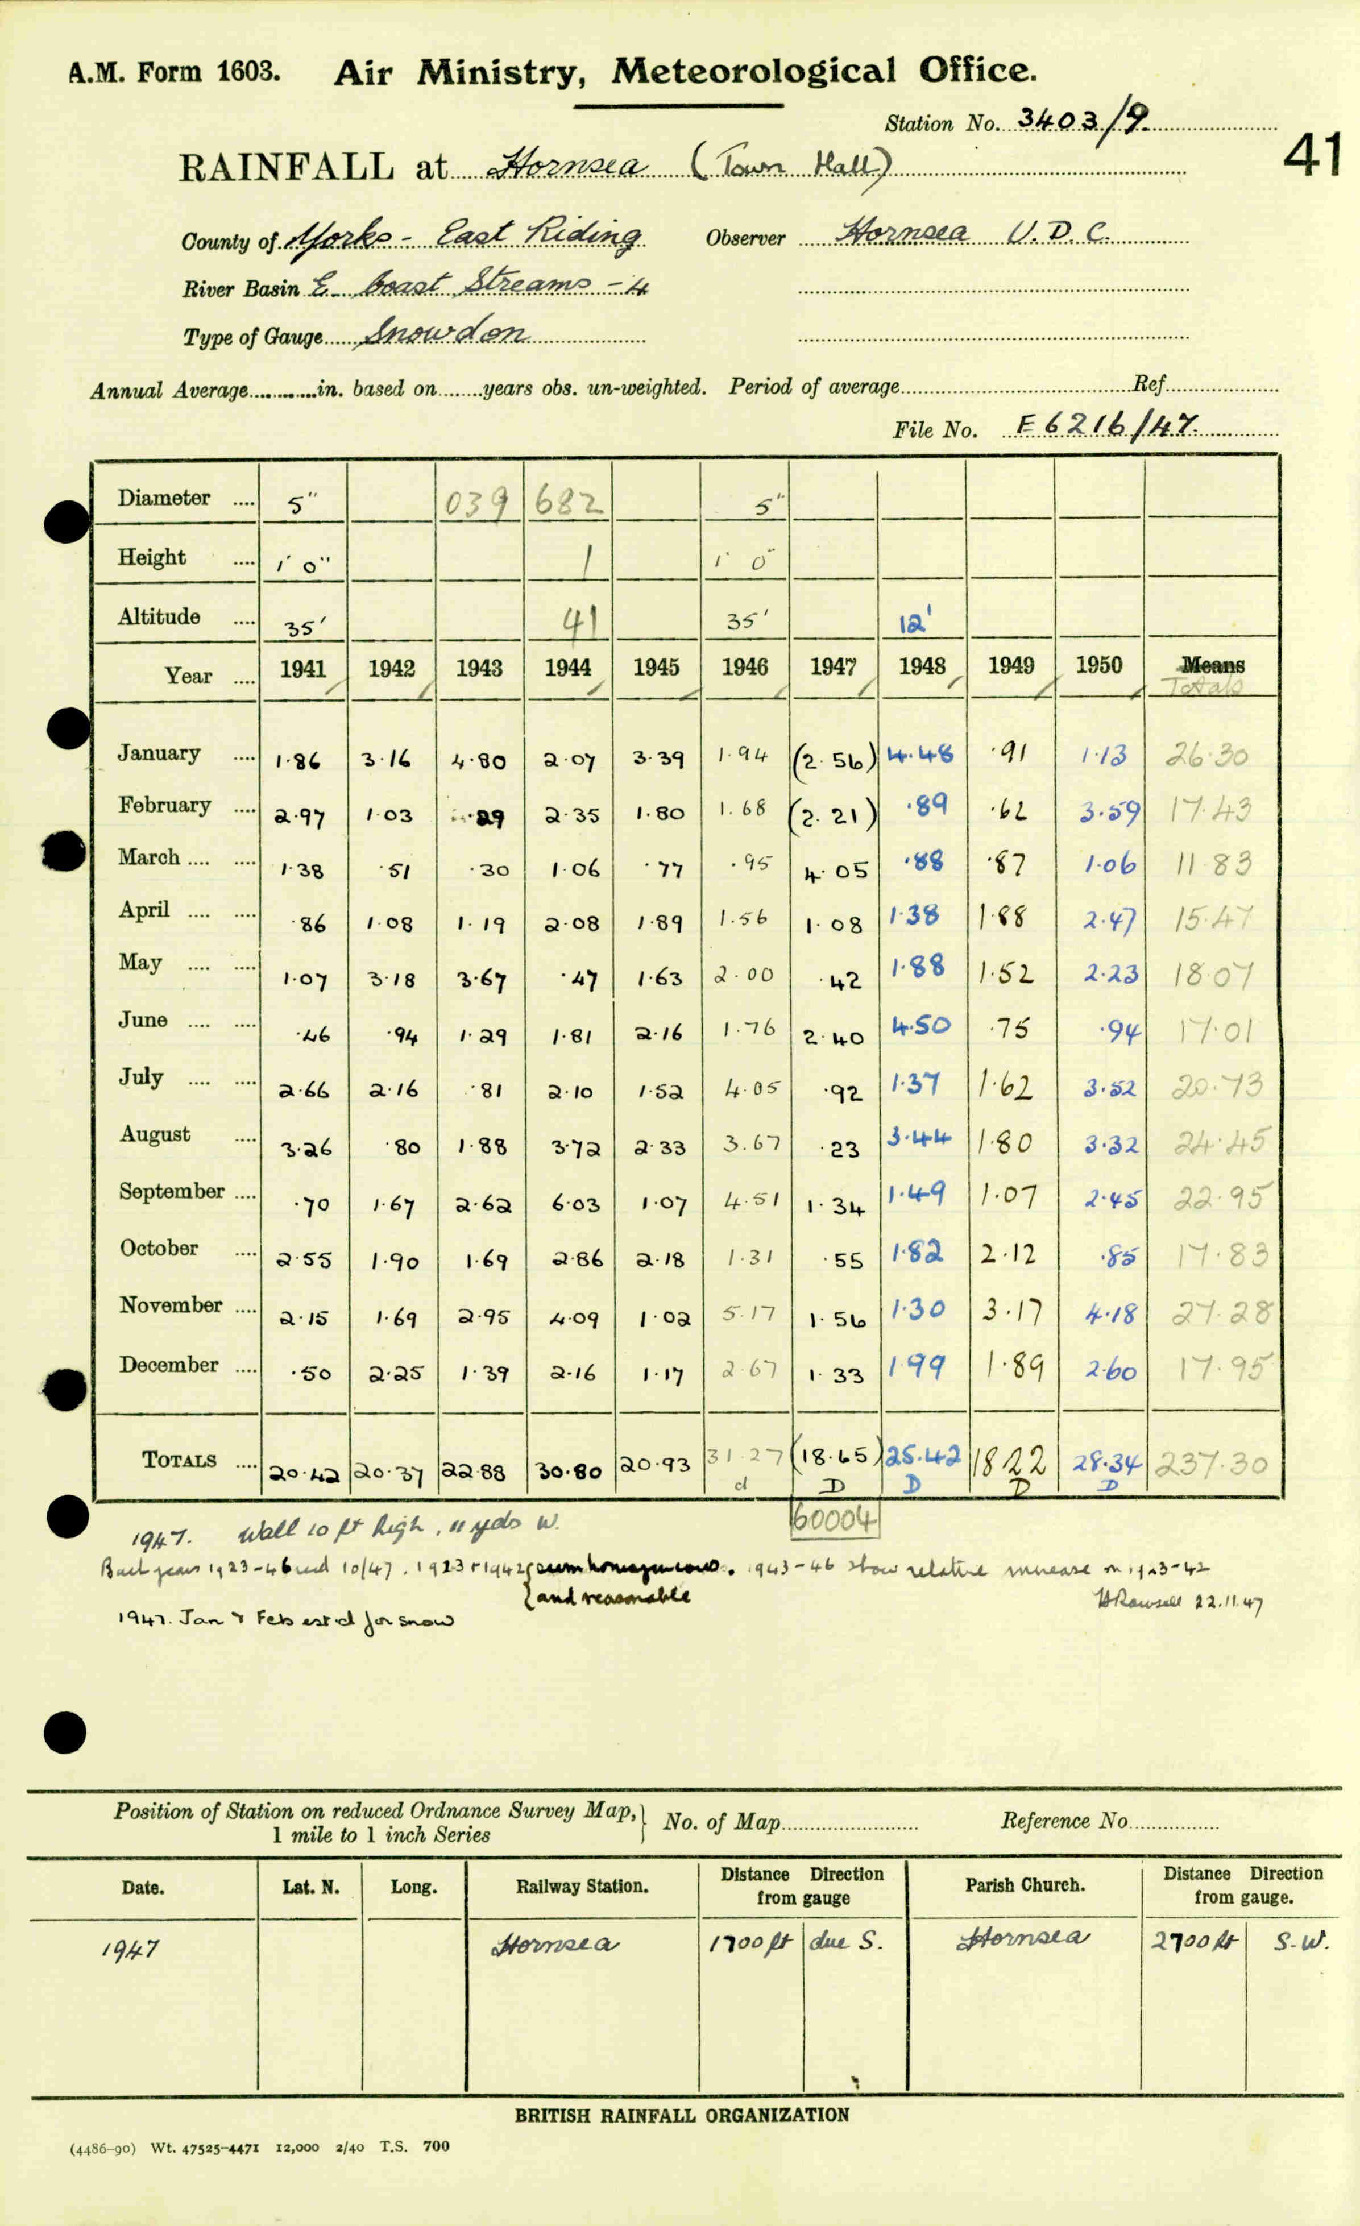 A.M. Form 1603. Air Ministry, Meteorological Office.
Station No. 3403/9.
41
RAINFALL at Hornsea (Town Hall)
County of Yorks - East Riding Observer Hornsea U.D.C.
River Basin E. Coast Streams - 4
Type of Gauge Snowdon
Annual Average in. based on years obs. un-weighted. Period of average Ref
File No. E6216/47.
Diameter .... 5" 039 682 5"
Height .... 1' 0" 1 1' 0"
Altitude .... 35' 41 35' 12'
Year .... 1941 1942 1943 1944 1945 1946 1947 1948 1949 1950 Means
Totals
January .... 1·86 3·16 4·80 2·07 3·39 1·94 (2·56) 4·48 ·91 1·13 26·30
February .... 2·97 1·03 ·29 2·35 1·80 1·68 (2·21) ·89 ·62 3·59 17·43
March .... .... 1·38 ·51 ·30 1·06 ·77 ·95 4·05 ·88 ·87 1·06 11·83
April .... .... ·86 1·08 1·19 2·08 1·89 1·56 1·08 1·38 1·88 2·47 15·47
May .... .... 1·07 3·18 3·67 ·47 1·63 2·00 ·42 1·88 1·52 2·23 18·07
June .... .... ·46 ·94 1·29 1·81 2·16 1·76 2·40 4·50 ·75 ·94 17·01
July .... .... 2·66 2·16 ·81 2·10 1·52 4·05 ·92 1·37 1·62 3·52 20·73
August .... 3·26 ·80 1·88 3·72 2·33 3·67 ·23 3·44 1·80 3·32 24·45
September .... ·70 1·67 2·62 6·03 1·07 4·51 1·34 1·49 1·07 2·45 22·95
October .... 2·55 1·90 1·69 2·86 2·18 1·31 ·55 1·82 2·12 ·85 17·83
November .... 2·15 1·69 2·95 4·09 1·02 5·17 1·56 1·30 3·17 4·18 27·28
December .... ·50 2·25 1·39 2·16 1·17 2·67 1·33 1·99 1·89 2·60 17·95
TOTALS .... 20·42 20·37 22·88 30·80 20·93 31·27 (18·65) 25·42 18·22 28·34 237·30
d D D D D
60004
1947. Wall 10 ft high, 11 yds W.
Back years 1923-46 recd 10/47. 1923 + 1942 { seem homogeneous. 1943-46 show relative increase on 1923-42
{ and reasonable
1947. Jan & Feb estd for snow
22.11.47
Position of Station on reduced Ordnance Survey Map, } No. of Map Reference No.
1 mile to 1 inch Series
Date. Lat. N. Long. Railway Station. Distance Direction from gauge Parish Church. Distance Direction from gauge.
1947 Hornsea 1700 ft due S. Hornsea 2700 ft S.W.
BRITISH RAINFALL ORGANIZATION
(4486-90) Wt. 47525-4471 12,000 2/40 T.S. 700